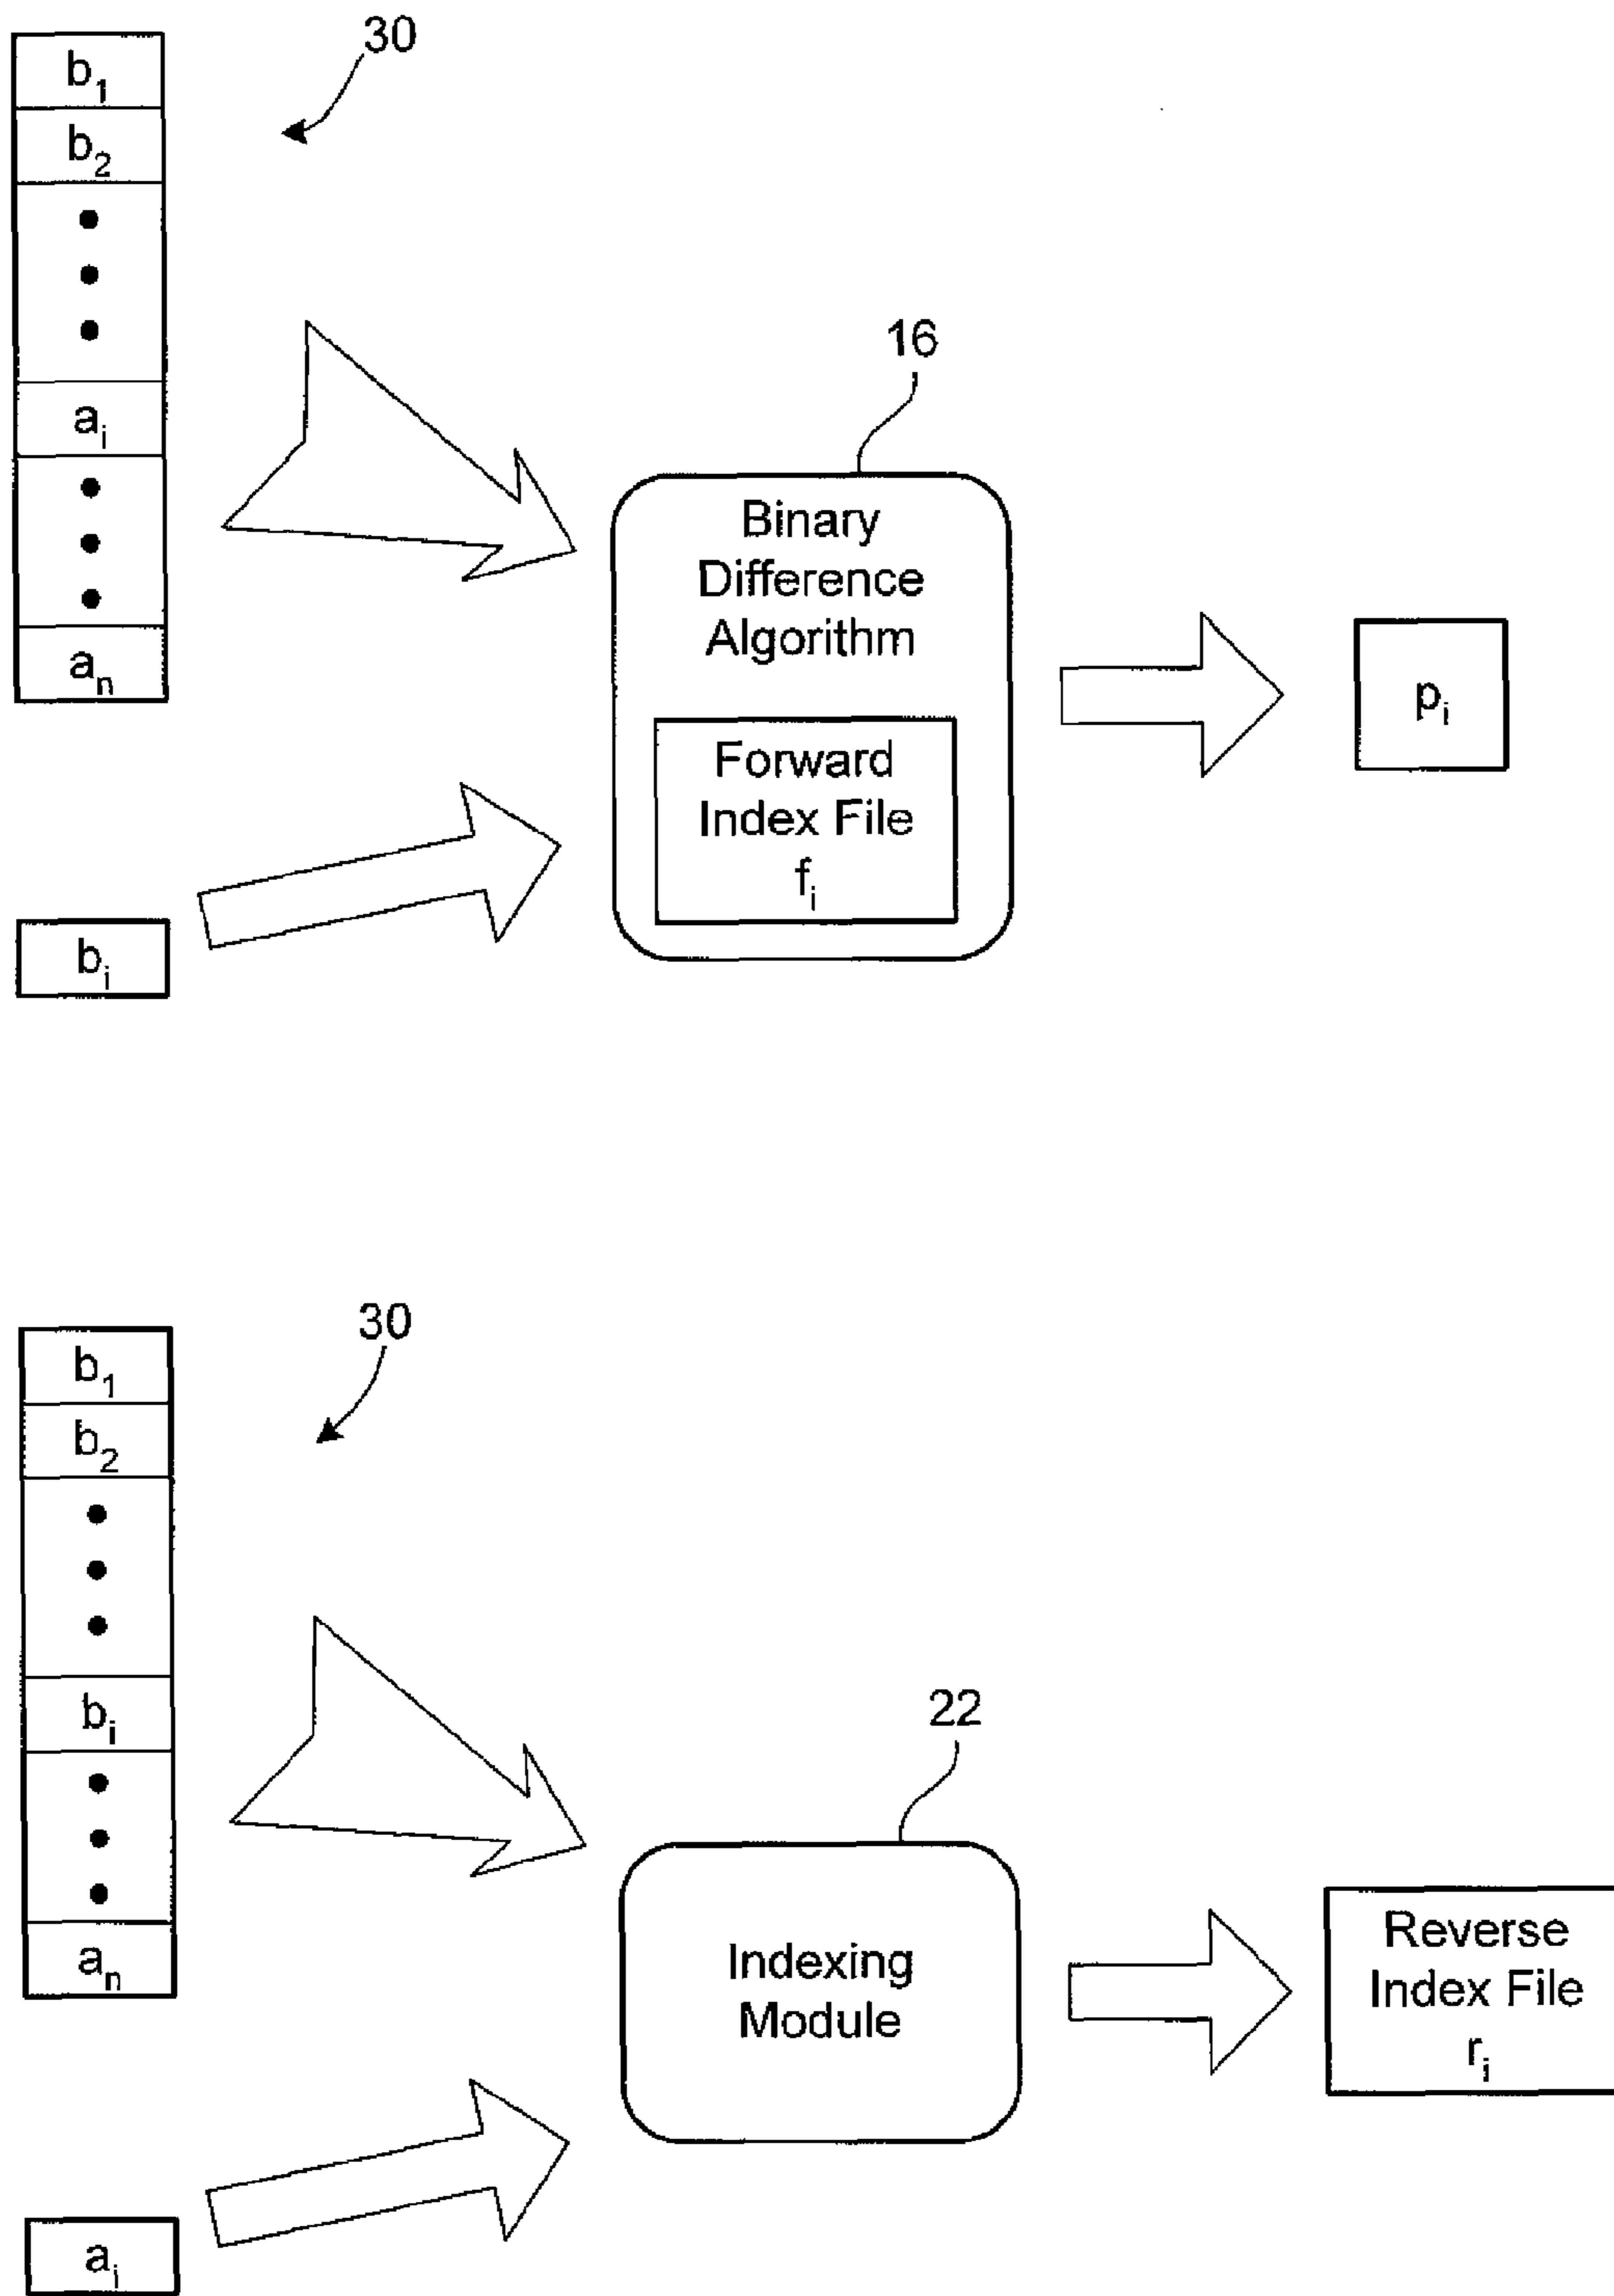 30
b₁
b₂
aᵢ
aₙ
16
Binary
Difference
Algorithm
Forward
Index File
fᵢ
pᵢ
bᵢ
30
b₁
b₂
bᵢ
aₙ
22
Indexing
Module
Reverse
Index File
rᵢ
aᵢ